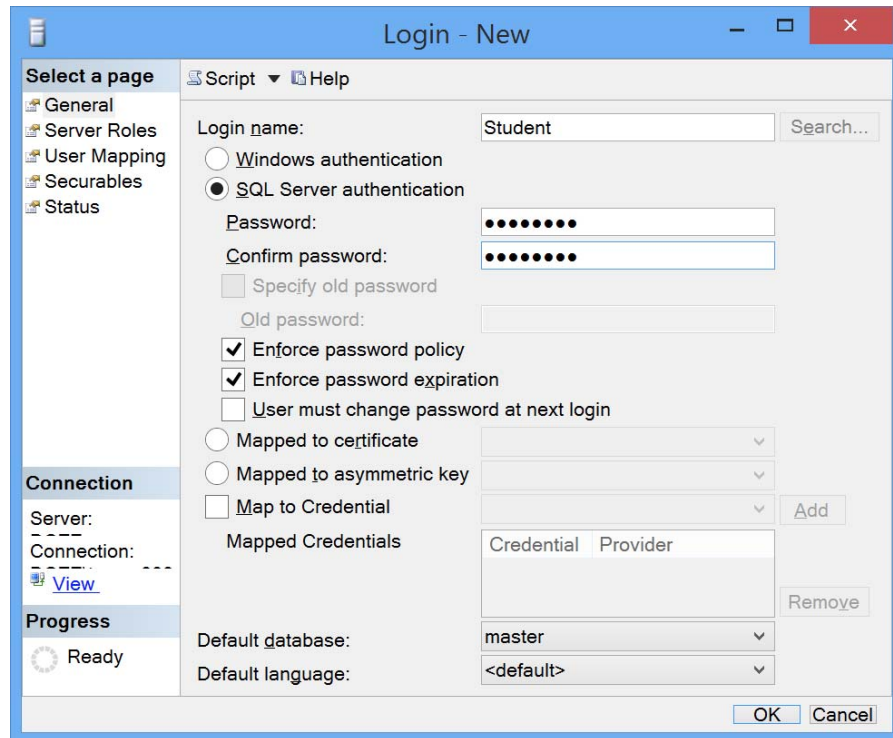 Login - New
Select a page
General
Server Roles
User Mapping
Securables
Status
Script Help
Login name: Student Search...
Windows authentication
SQL Server authentication
Password: ●●●●●●●●
Confirm password: ●●●●●●●●
Specify old password
Old password:
Enforce password policy
Enforce password expiration
User must change password at next login
Mapped to certificate
Mapped to asymmetric key
Map to Credential Add
Mapped Credentials Credential Provider
Remove
Default database: master
Default language: <default>
Connection
Server:
Connection:
View
Progress
Ready
OK Cancel